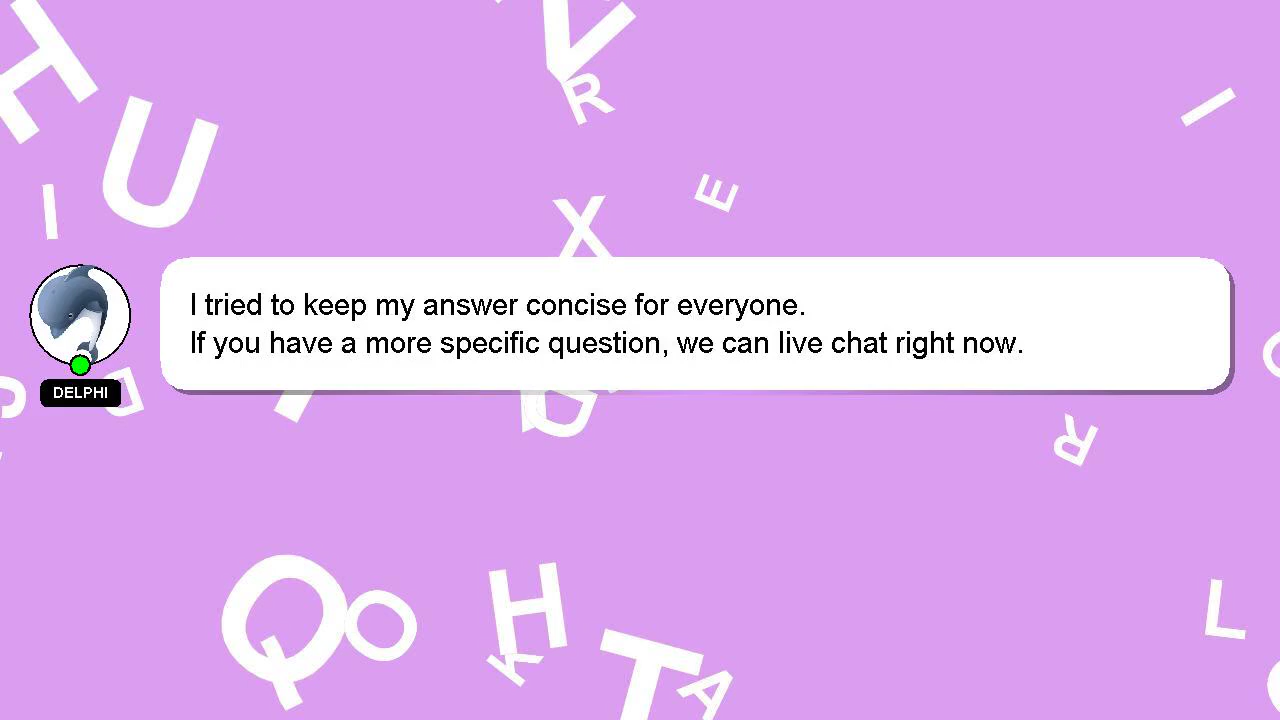 I tried to keep my answer concise for everyone.
If you have a more specific question, we can live chat right now.
DELPHI
H
U
I
V
R
E
X
I
D
R
Q
O
H
K
T
A
L